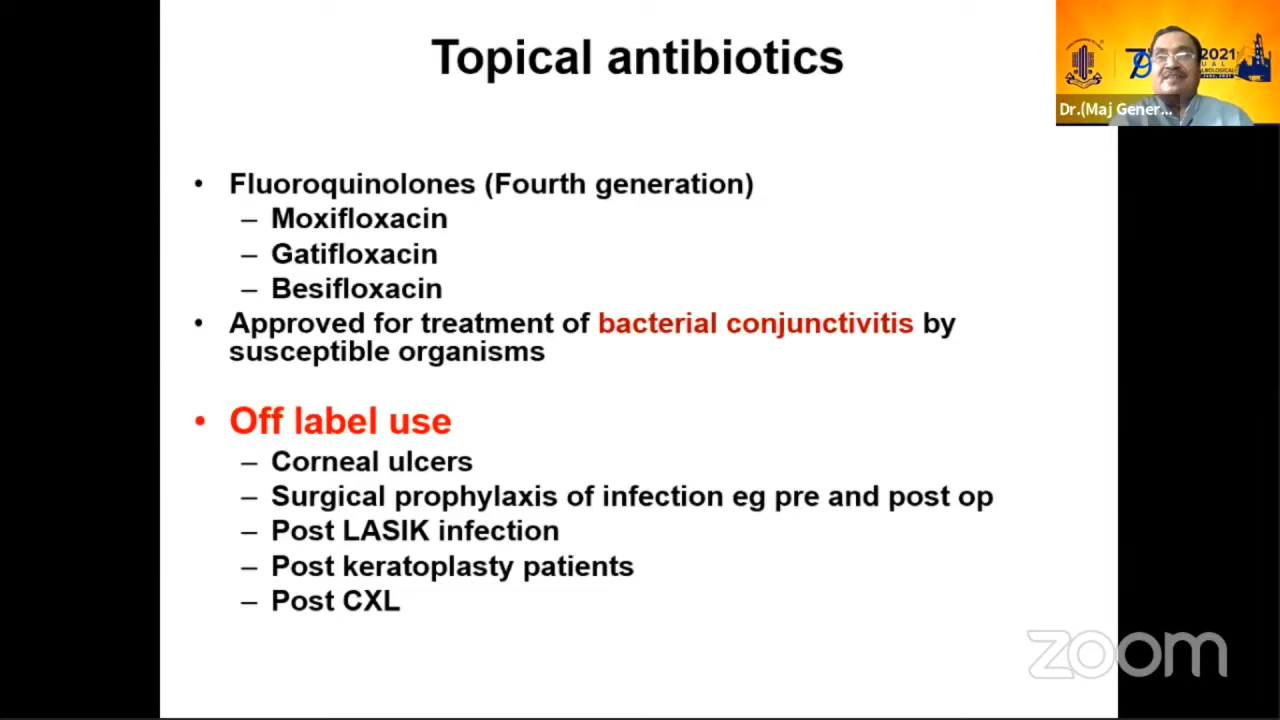 Topical antibiotics
• Fluoroquinolones (Fourth generation)
– Moxifloxacin
– Gatifloxacin
– Besifloxacin
• Approved for treatment of bacterial conjunctivitis by
susceptible organisms
• Off label use
– Corneal ulcers
– Surgical prophylaxis of infection eg pre and post op
– Post LASIK infection
– Post keratoplasty patients
– Post CXL
2021
Dr.(Maj Gener...
zoom